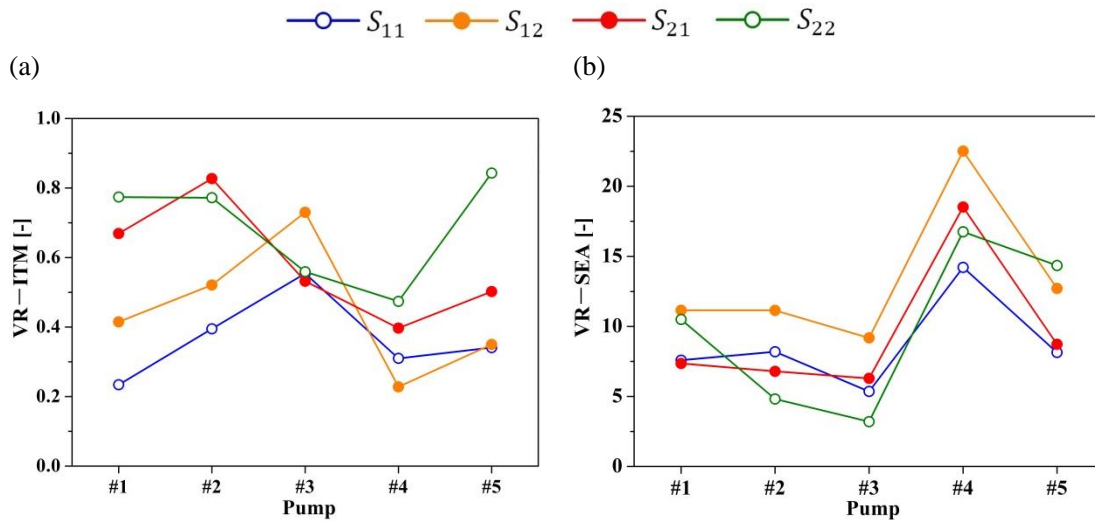 S11 S12 S21 S22
(a) (b)
1.0
0.8
0.6
0.4
0.2
0.0
VR－ITM [-]
#1 #2 #3 #4 #5
Pump
25
20
15
10
5
0
VR－SEA [-]
#1 #2 #3 #4 #5
Pump